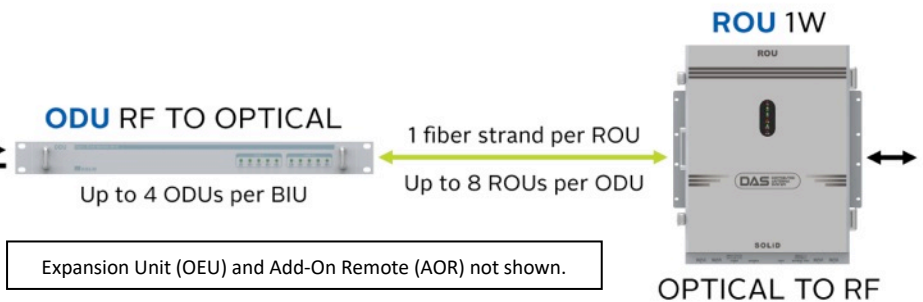 ROU 1W
ROU
ODU RF TO OPTICAL
1 fiber strand per ROU
Up to 4 ODUs per BIU
Up to 8 ROUs per ODU
DAS
SOLiD
Expansion Unit (OEU) and Add-On Remote (AOR) not shown.
OPTICAL TO RF